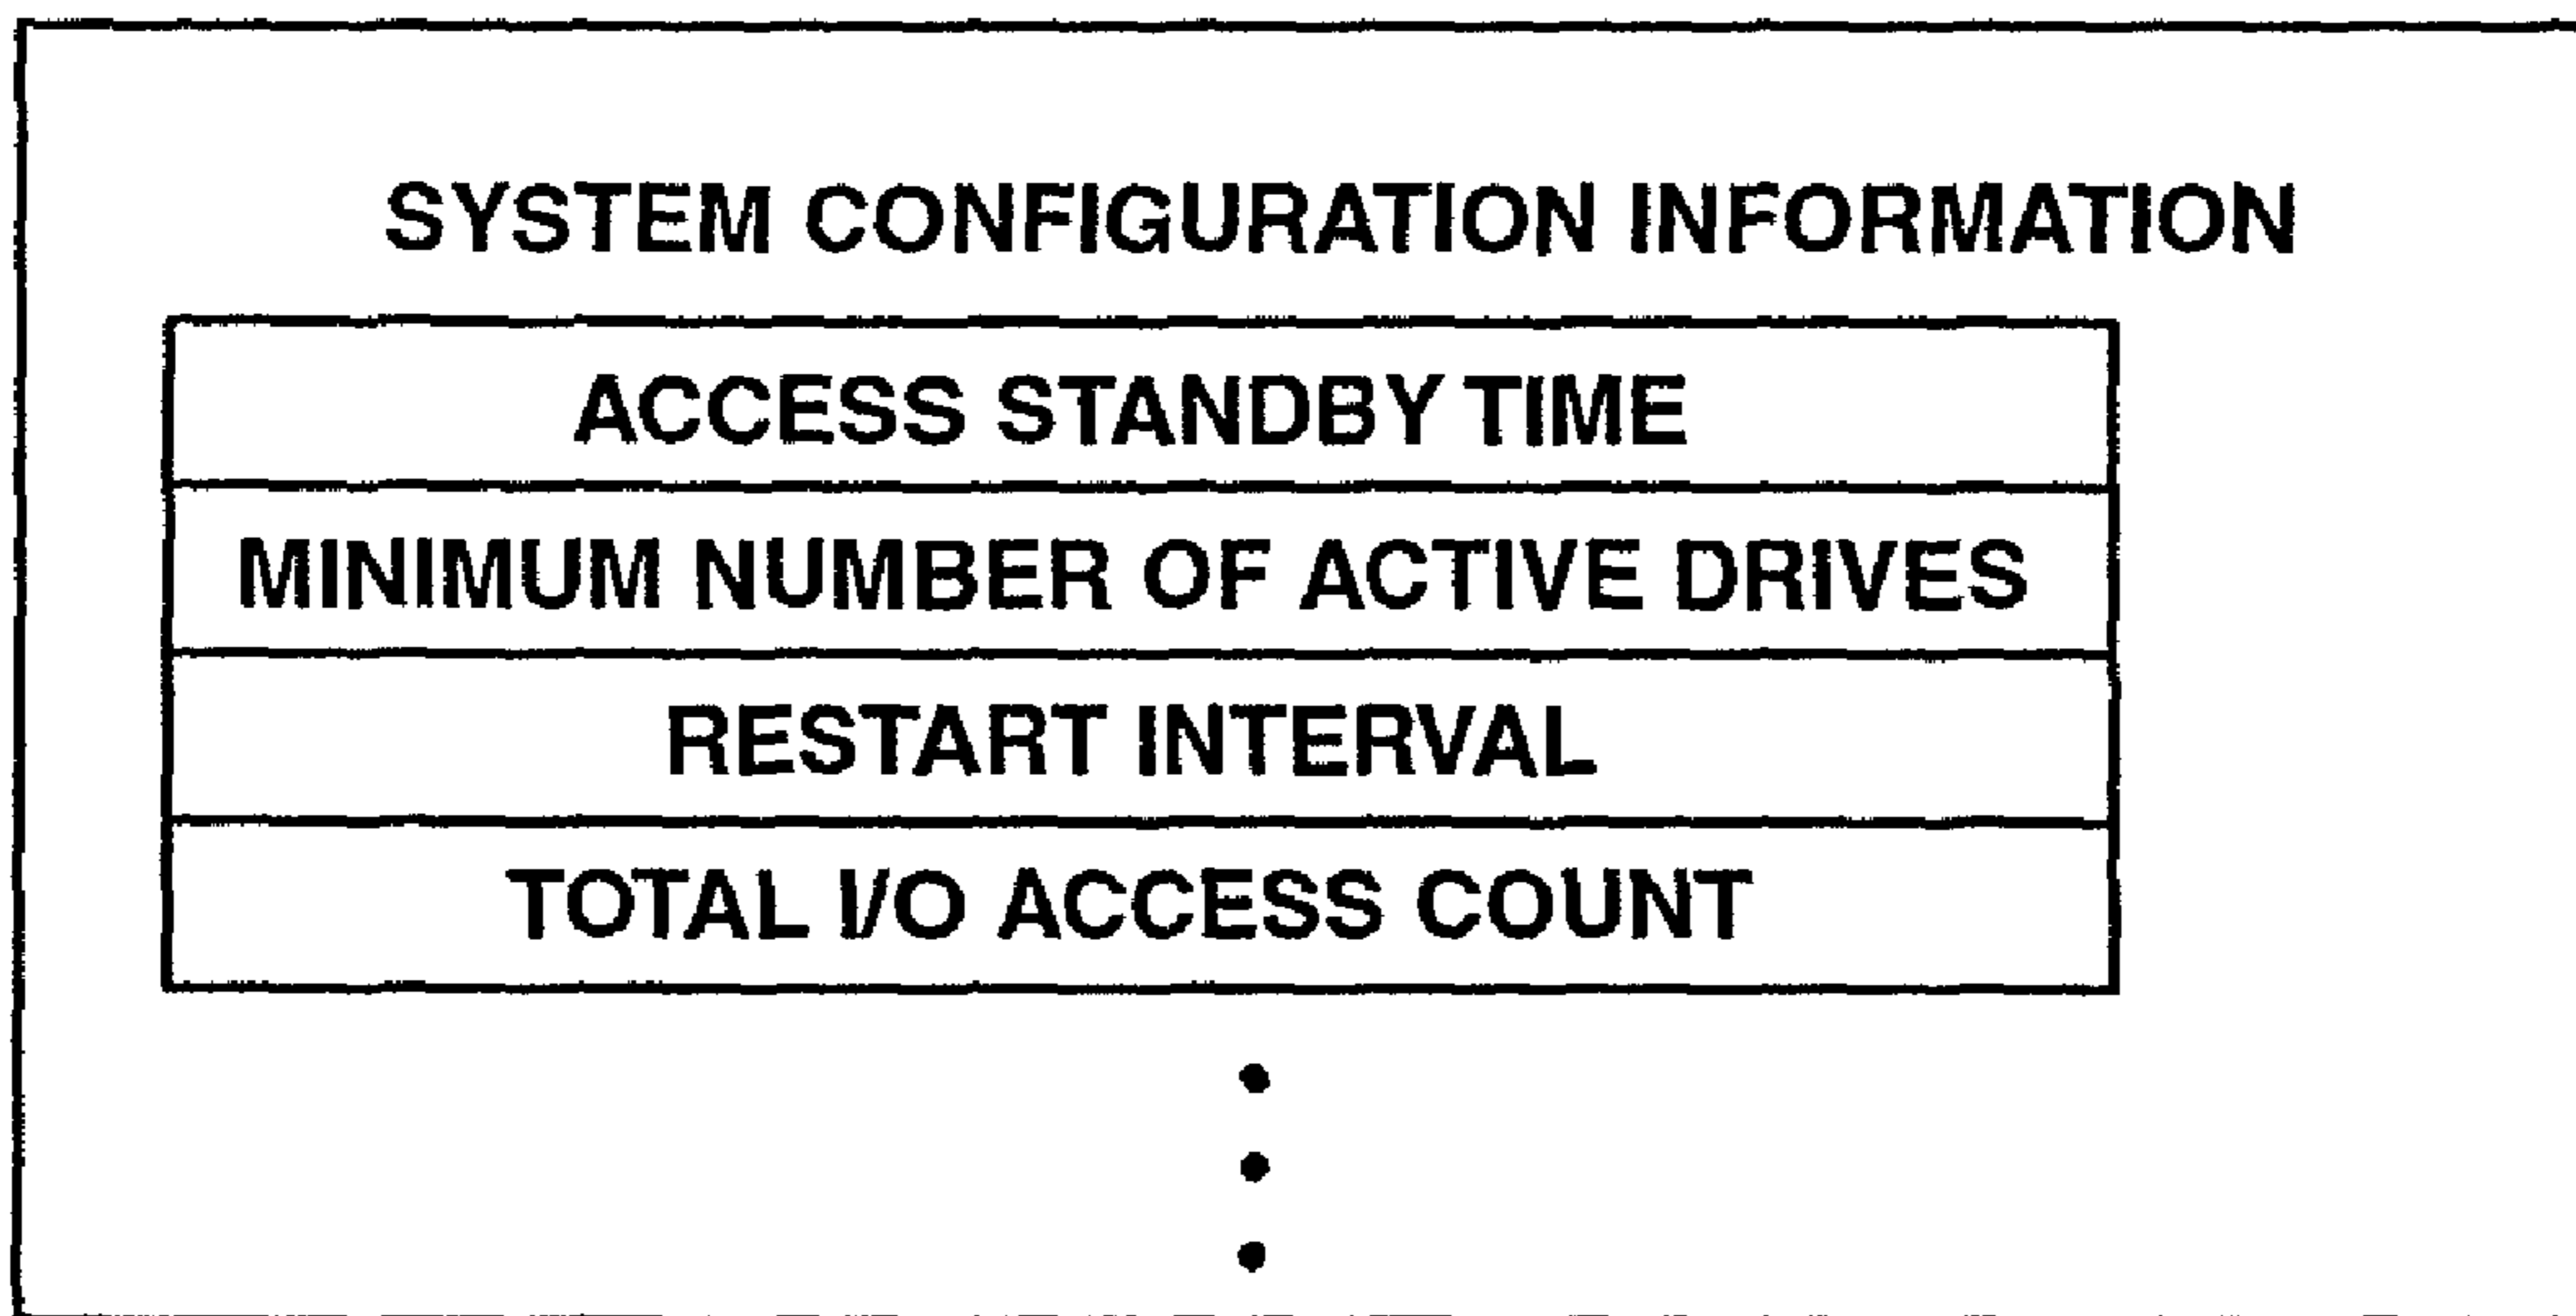 SYSTEM CONFIGURATION INFORMATION
ACCESS STANDBY TIME
MINIMUM NUMBER OF ACTIVE DRIVES
RESTART INTERVAL
TOTAL I/O ACCESS COUNT